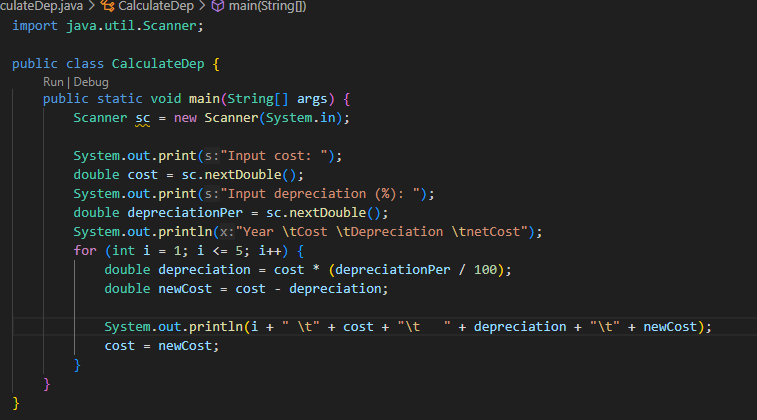 culateDep.java > CalculateDep > main(String[])
import java.util.Scanner;
public class CalculateDep {
Run | Debug
public static void main(String[] args) {
Scanner sc = new Scanner(System.in);
System.out.print(s:"Input cost: ");
double cost = sc.nextDouble();
System.out.print(s:"Input depreciation (%): ");
double depreciationPer = sc.nextDouble();
System.out.println(x:"Year \tCost \tDepreciation \tnetCost");
for (int i = 1; i <= 5; i++) {
double depreciation = cost * (depreciationPer / 100);
double newCost = cost - depreciation;
System.out.println(i + " \t" + cost + "\t   " + depreciation + "\t" + newCost);
cost = newCost;
}
}
}